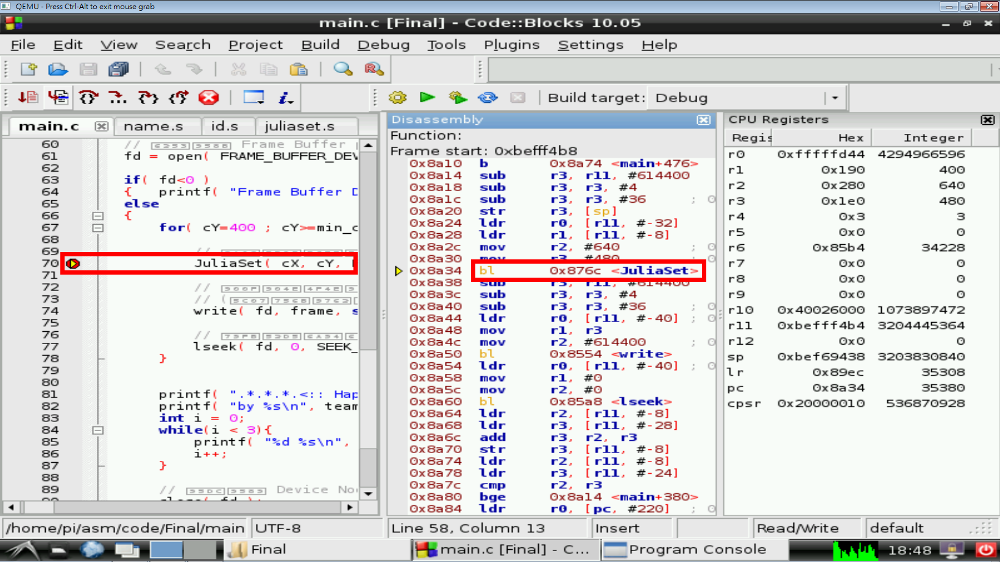 QEMU - Press Ctrl-Alt to exit mouse grab
main.c [Final] - Code::Blocks 10.05
File Edit View Search Project Build Debug Tools Plugins Settings Help
Build target: Debug
main.c name.s id.s juliaset.s
60 // Frame Buffer
61 fd = open( FRAME_BUFFER_DEV
62
63 if( fd<0 )
64 { printf( "Frame Buffer D
65 else
66 {
67 for( cY=400 ; cY>=min_c
68
69 //
70 JuliaSet( cX, cY,
71
72 //
73 // (
74 write( fd, frame, s
75
76 //
77 lseek( fd, 0, SEEK_
78 }
79
80
81 printf( ".*.*.*.<:: Hap
82 printf( "by %s\n", team
83 int i = 0;
84 while(i < 3){
85 printf( "%d %s\n",
86 i++;
87 }
88
89 // Device No
Disassembly
Function:
Frame start: 0xbefff4b8
0x8a10 b 0x8a74 <main+476>
0x8a14 sub r3, r11, #614400
0x8a18 sub r3, r3, #4
0x8a1c sub r3, r3, #36 ; 0
0x8a20 str r3, [sp]
0x8a24 ldr r0, [r11, #-32]
0x8a28 ldr r1, [r11, #-8]
0x8a2c mov r2, #640 ; 0
0x8a30 mov r3, #480 ; 0
0x8a34 bl 0x876c <JuliaSet>
0x8a38 sub r3, r11, #614400
0x8a3c sub r3, r3, #4
0x8a40 sub r3, r3, #36 ; 0
0x8a44 ldr r0, [r11, #-40] ; 0
0x8a48 mov r1, r3
0x8a4c mov r2, #614400 ; 0
0x8a50 bl 0x8554 <write>
0x8a54 ldr r0, [r11, #-40] ; 0
0x8a58 mov r1, #0
0x8a5c mov r2, #0
0x8a60 bl 0x85a8 <lseek>
0x8a64 ldr r2, [r11, #-8]
0x8a68 ldr r3, [r11, #-28]
0x8a6c add r3, r2, r3
0x8a70 str r3, [r11, #-8]
0x8a74 ldr r2, [r11, #-8]
0x8a78 ldr r3, [r11, #-24]
0x8a7c cmp r2, r3
0x8a80 bge 0x8a14 <main+380>
0x8a84 ldr r0, [pc, #220] ; 0
CPU Registers
Regis Hex Integer
r0 0xfffffd44 4294966596
r1 0x190 400
r2 0x280 640
r3 0x1e0 480
r4 0x3 3
r5 0x0 0
r6 0x85b4 34228
r7 0x0 0
r8 0x0 0
r9 0x0 0
r10 0x40026000 1073897472
r11 0xbefff4b4 3204445364
r12 0x0 0
sp 0xbef69438 3203830840
lr 0x89ec 35308
pc 0x8a34 35380
cpsr 0x20000010 536870928
/home/pi/asm/code/Final/main UTF-8 Line 58, Column 13 Insert Read/Write default
Final main.c [Final] - C... Program Console 18:48